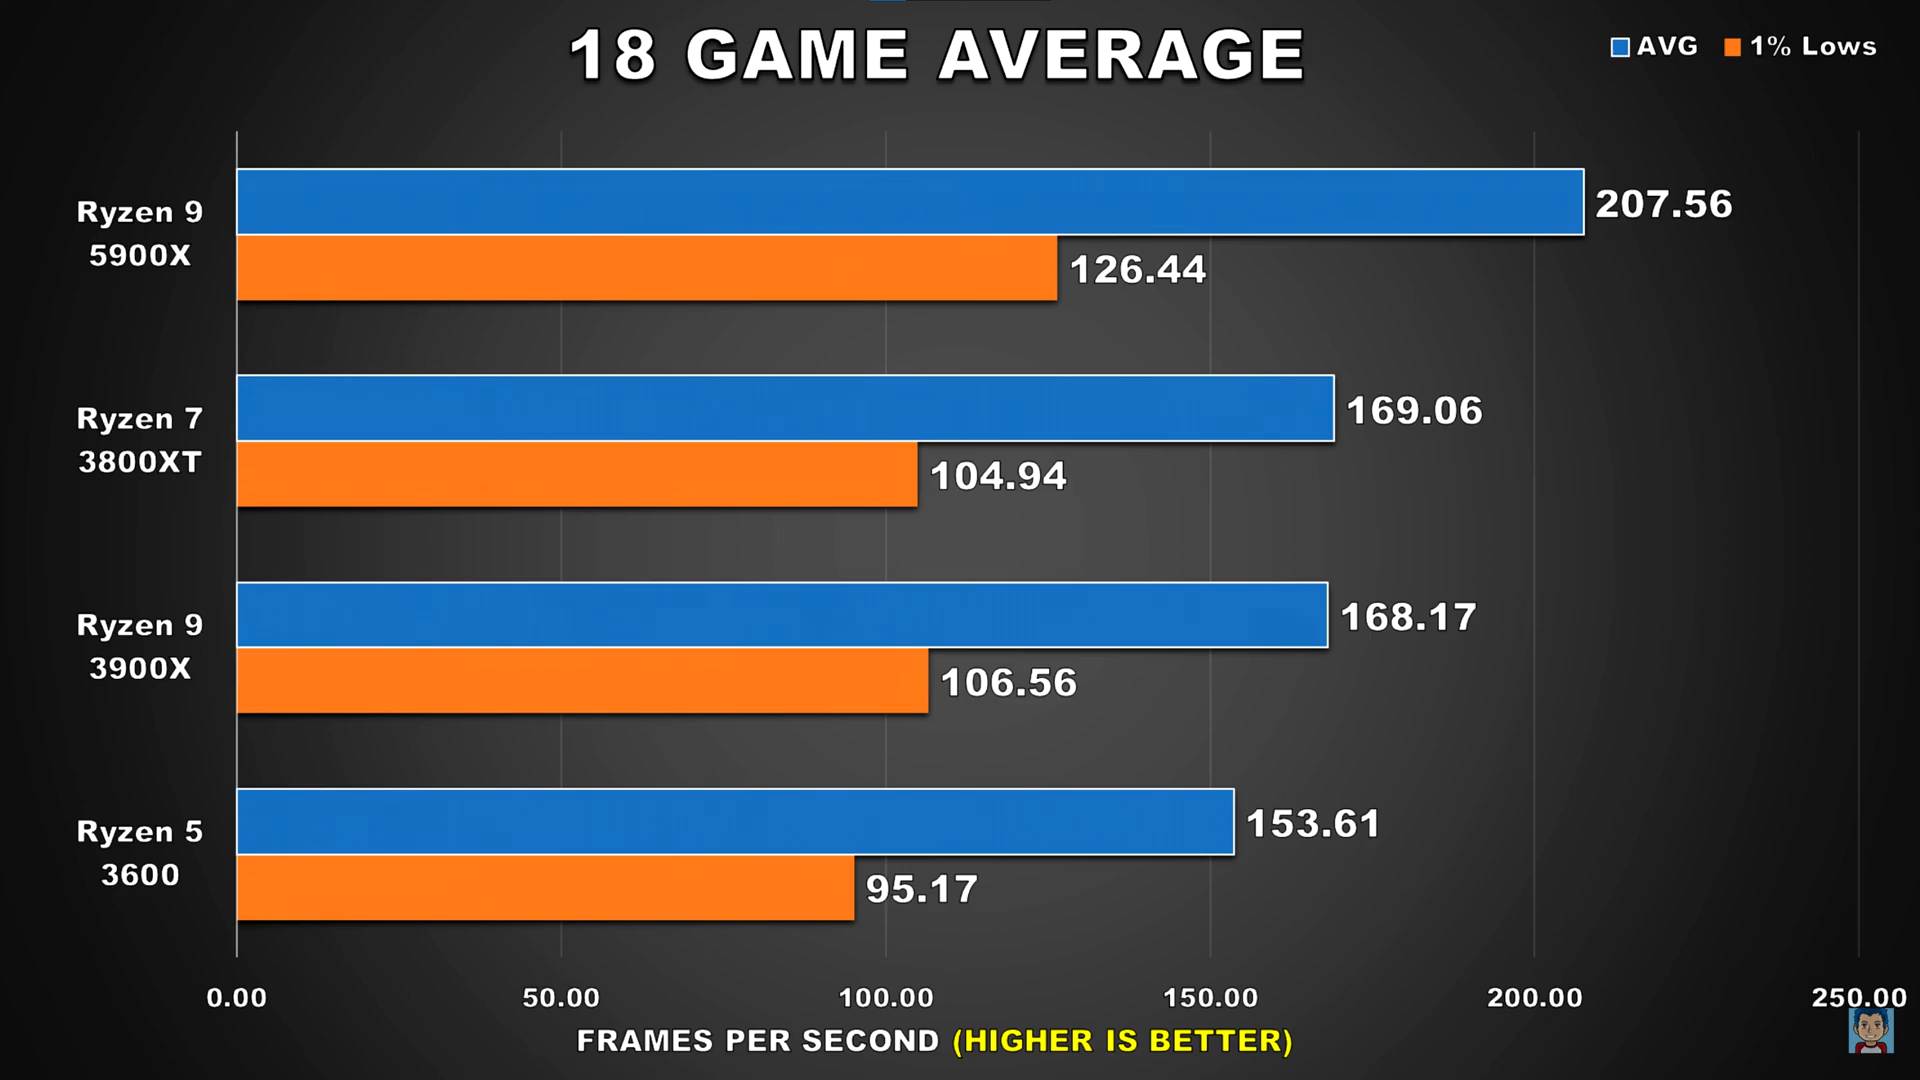 18 GAME AVERAGE
AVG 1% Lows
Ryzen 9
5900X
207.56
126.44
Ryzen 7
3800XT
169.06
104.94
Ryzen 9
3900X
168.17
106.56
Ryzen 5
3600
153.61
95.17
0.00 50.00 100.00 150.00 200.00 250.00
FRAMES PER SECOND (HIGHER IS BETTER)